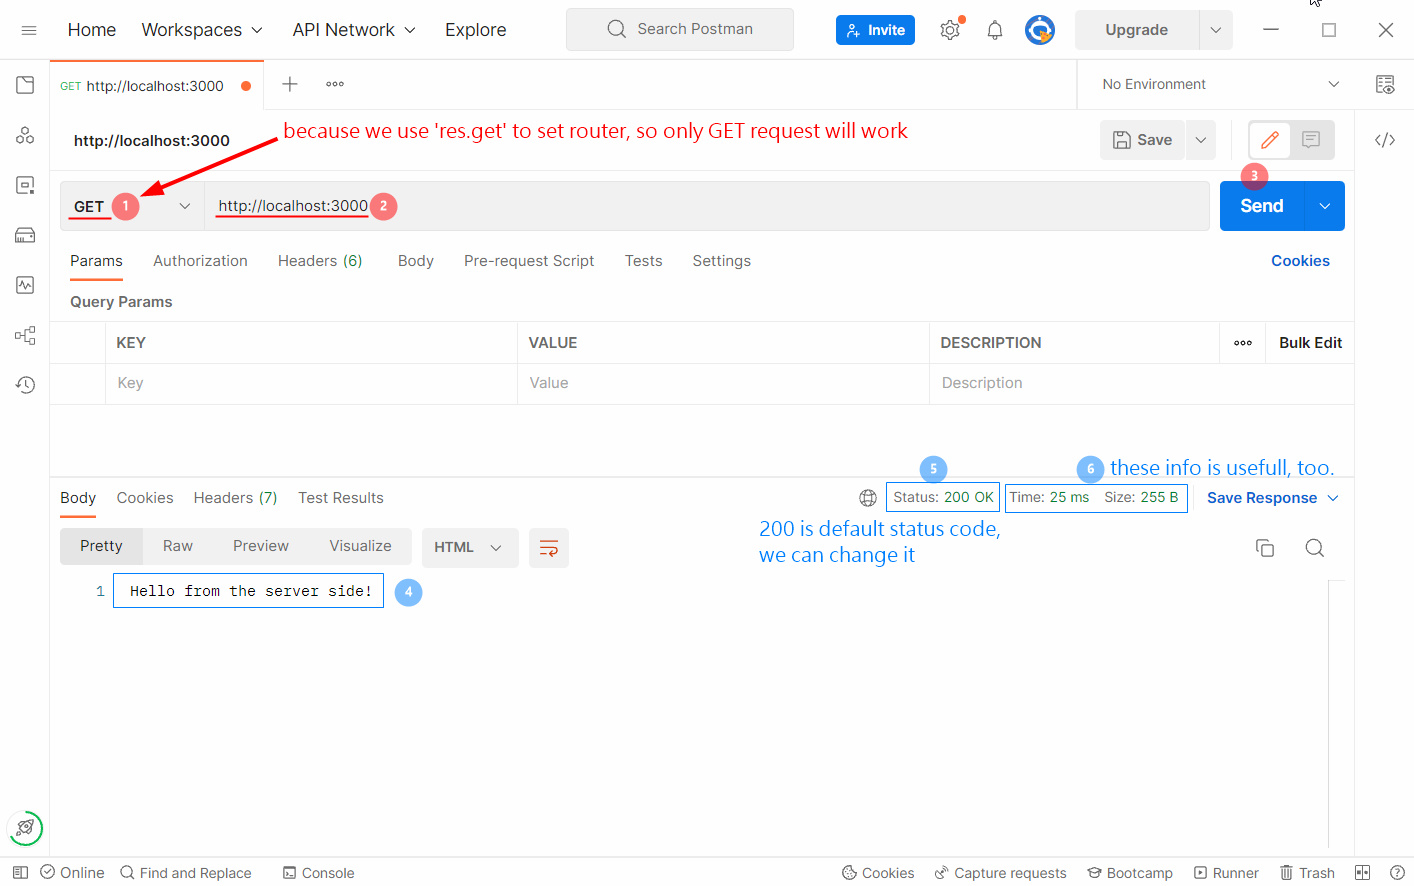 Home Workspaces API Network Explore Search Postman Invite Upgrade
GET http://localhost:3000 No Environment
because we use 'res.get' to set router, so only GET request will work
http://localhost:3000 Save
GET 1 http://localhost:3000 2 3 Send
Params Authorization Headers (6) Body Pre-request Script Tests Settings Cookies
Query Params
KEY VALUE DESCRIPTION Bulk Edit
Key Value Description
5 6 these info is usefull, too.
Body Cookies Headers (7) Test Results Status: 200 OK Time: 25 ms Size: 255 B Save Response
200 is default status code,
we can change it
Pretty Raw Preview Visualize HTML
1 Hello from the server side! 4
Online Find and Replace Console Cookies Capture requests Bootcamp Runner Trash